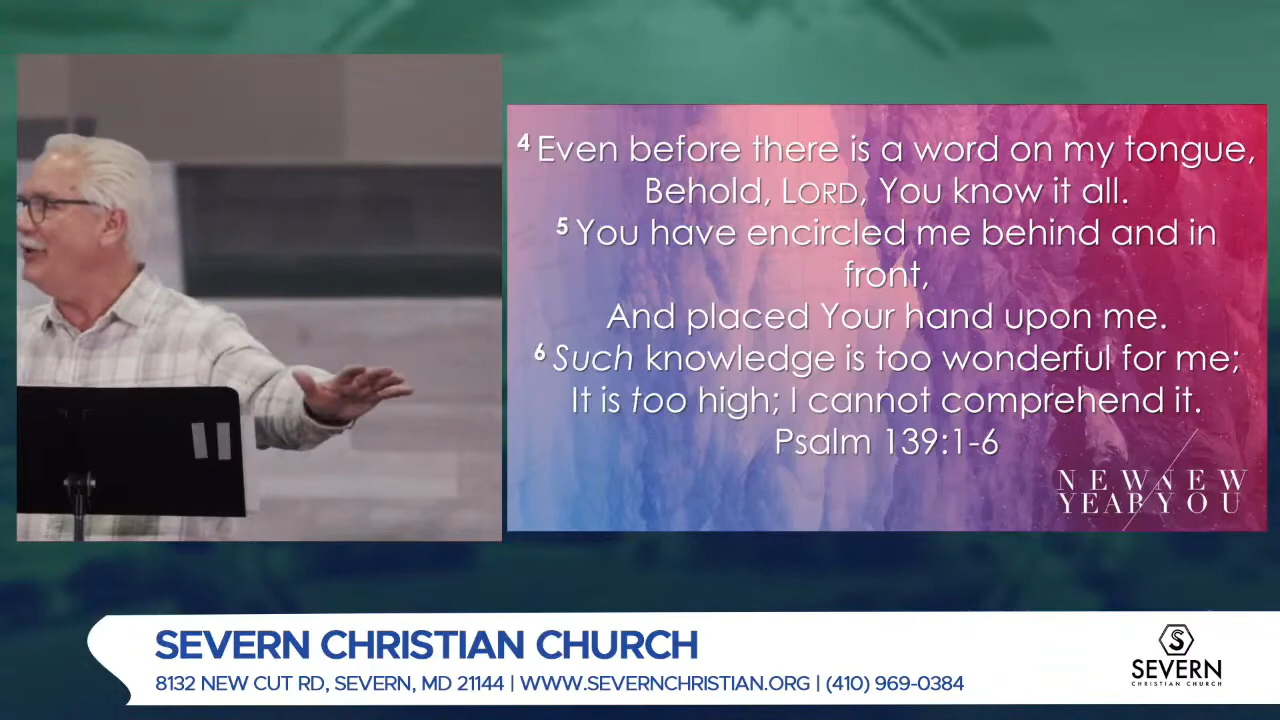 4 Even before there is a word on my tongue,
Behold, LORD, You know it all.
5 You have encircled me behind and in
front,
And placed Your hand upon me.
6 Such knowledge is too wonderful for me;
It is too high; I cannot comprehend it.
Psalm 139:1-6
NEW NEW
YEAR YOU
SEVERN CHRISTIAN CHURCH
8132 NEW CUT RD, SEVERN, MD 21144 | WWW.SEVERNCHRISTIAN.ORG | (410) 969-0384
S
SEVERN
CHRISTIAN CHURCH